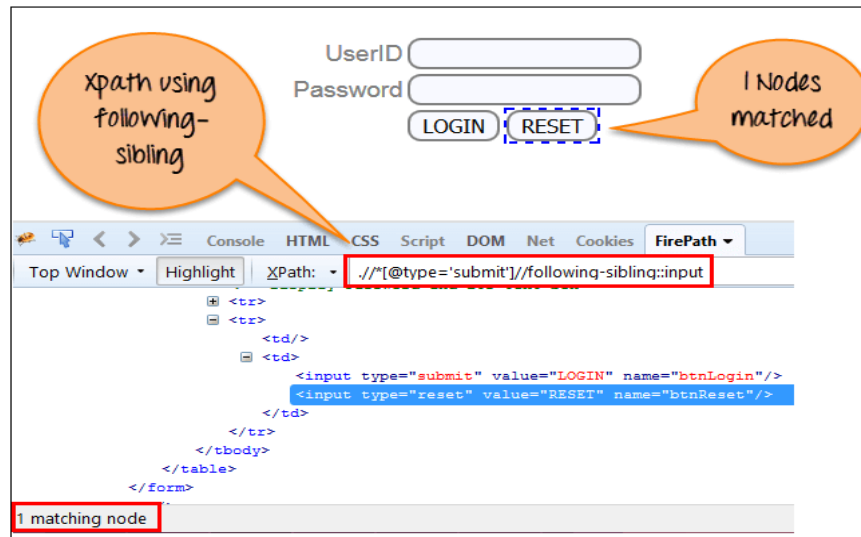 Xpath using
following-
sibling
UserID
Password
LOGIN RESET
1 Nodes
matched
Console HTML CSS Script DOM Net Cookies FirePath
Top Window Highlight XPath: .//*[@type='submit']//following-sibling::input
<tr>
<tr>
<td/>
<td>
<input type="submit" value="LOGIN" name="btnLogin"/>
<input type="reset" value="RESET" name="btnReset"/>
</td>
</tr>
</tbody>
</table>
</form>
1 matching node